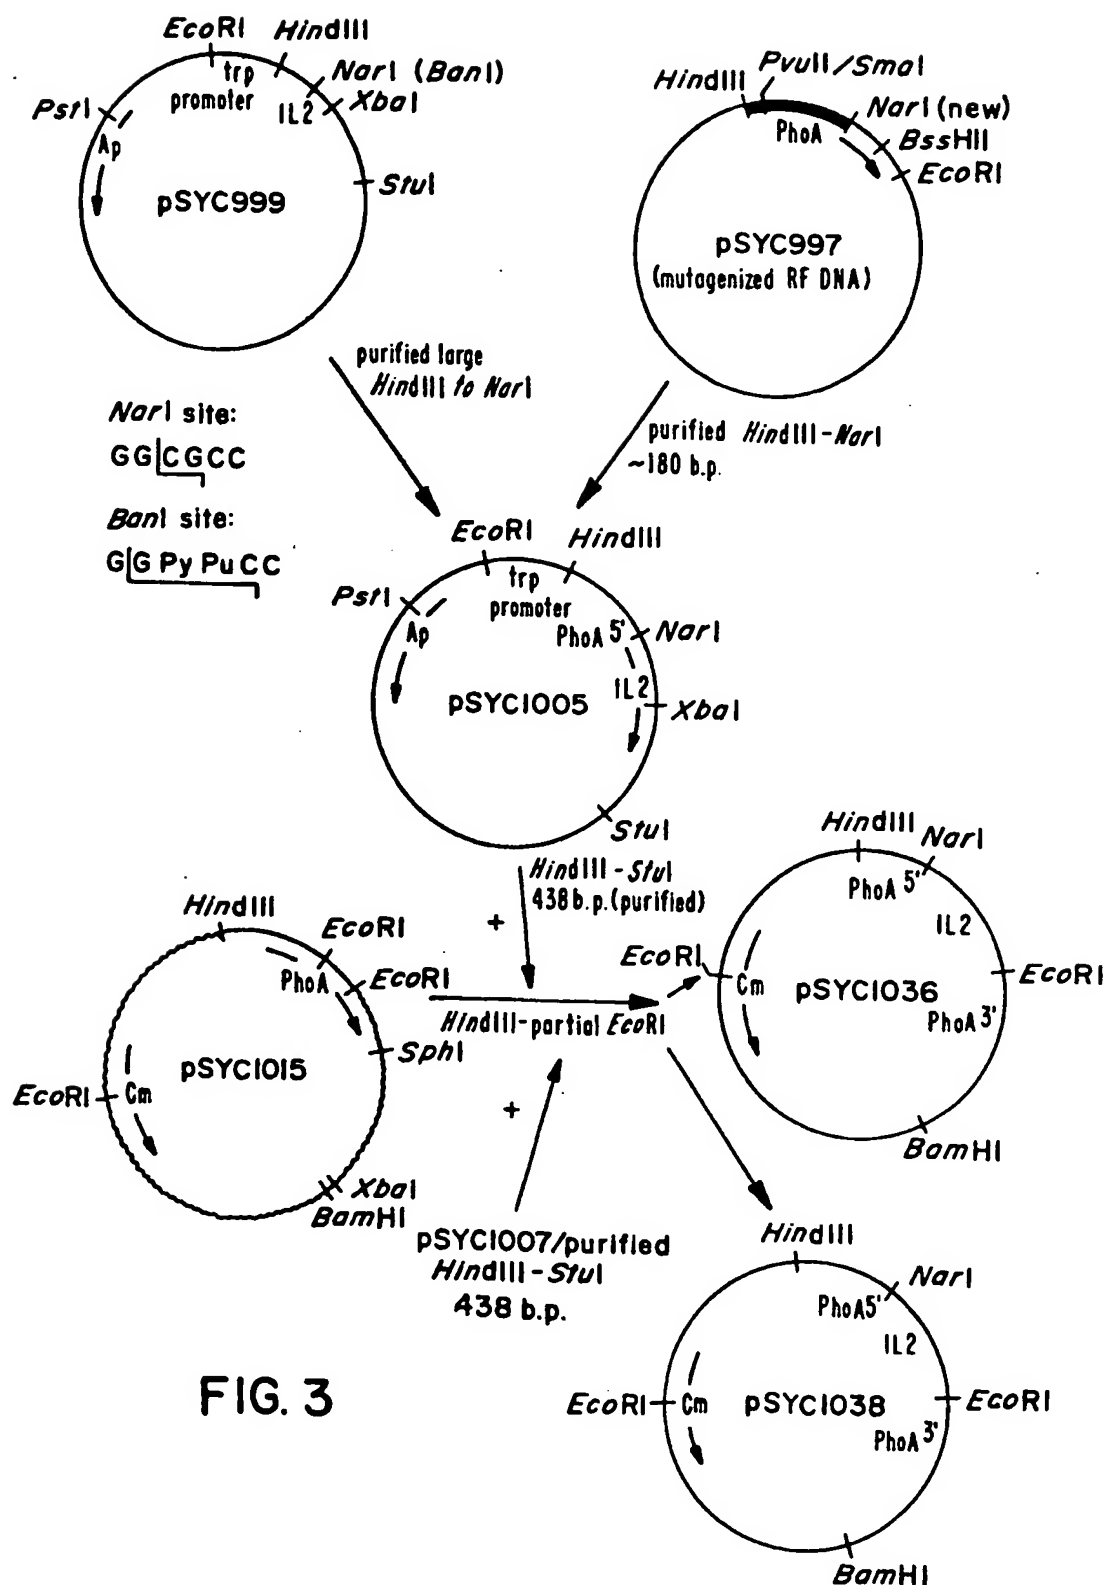 EcoRI
HindIII
trp
promoter
NarI (BanI)
IL2
XbaI
PstI
Ap
StuI
pSYC999
HindIII
PvuII/SmaI
NarI (new)
PhoA
BssHII
EcoRI
pSYC997
(mutagenized RF DNA)
purified large
HindIII to NarI
purified HindIII-NarI
~180 b.p.
NarI site:
GGCGCC
BanI site:
GGPyPuCC
EcoRI
HindIII
trp
promoter
PstI
Ap
PhoA 5'
NarI
IL2
XbaI
pSYC1005
StuI
HindIII-StuI
438 b.p. (purified)
+
HindIII
EcoRI
PhoA
EcoRI
SphI
pSYC1015
EcoRI
Cm
XbaI
BamHI
HindIII-partial EcoRI
+
pSYC1007/purified
HindIII-StuI
438 b.p.
HindIII
NarI
PhoA 5'
IL2
EcoRI
Cm
pSYC1036
EcoRI
PhoA 3'
BamHI
HindIII
NarI
PhoA5'
IL2
EcoRI
Cm
pSYC1038
EcoRI
PhoA 3'
BamHI
FIG. 3